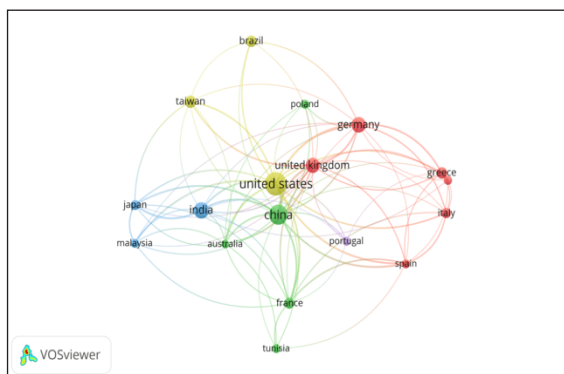 brazil
taiwan
poland
germany
united kingdom
greece
united states
japan
india
china
italy
malaysia
australia
portugal
spain
france
tunisia
VOSviewer